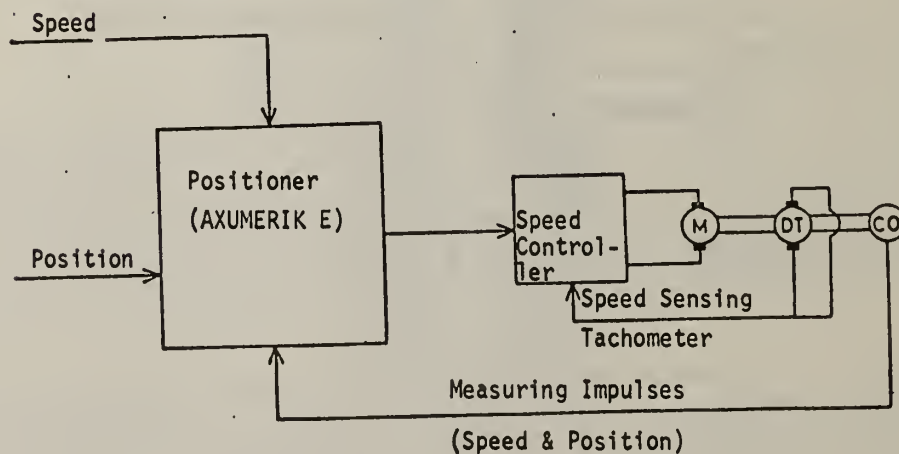 Speed
Positioner
(AXUMERIK E)
Position
Speed
Control-
ler
M
DT
CO
Speed Sensing
Tachometer
Measuring Impulses
(Speed & Position)